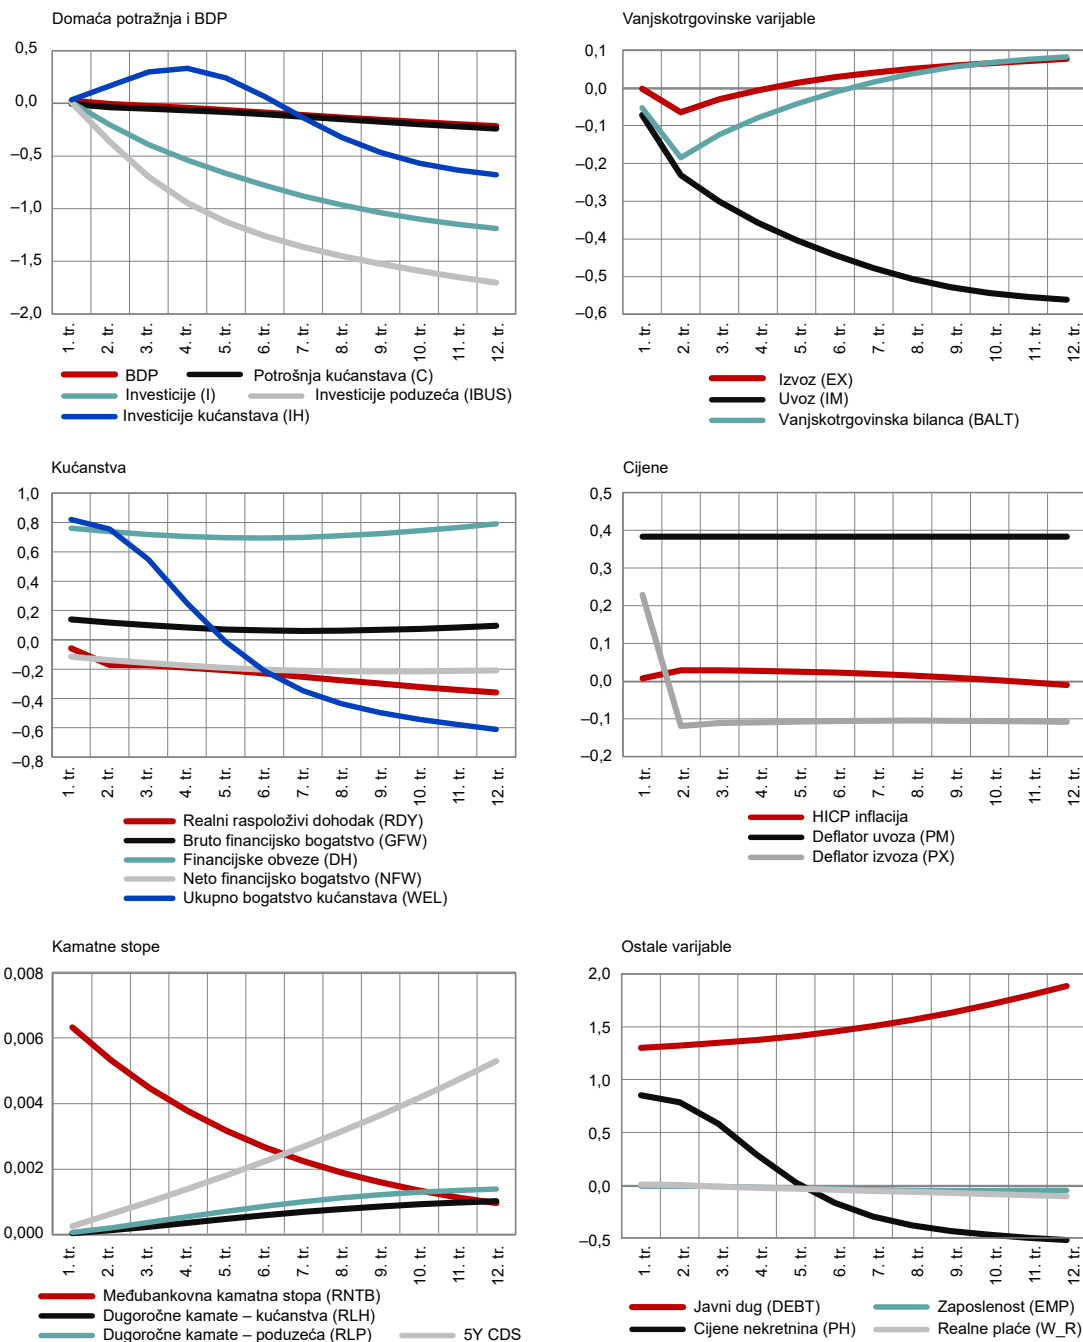 Domaća potražnja i BDP
0,5
0,0
–0,5
–1,0
–1,5
–2,0
1. tr.
2. tr.
3. tr.
4. tr.
5. tr.
6. tr.
7. tr.
8. tr.
9. tr.
10. tr.
11. tr.
12. tr.
BDP
Potrošnja kućanstava (C)
Investicije (I)
Investicije poduzeća (IBUS)
Investicije kućanstava (IH)
Vanjskotrgovinske varijable
0,1
0,0
–0,1
–0,2
–0,3
–0,4
–0,5
–0,6
1. tr.
2. tr.
3. tr.
4. tr.
5. tr.
6. tr.
7. tr.
8. tr.
9. tr.
10. tr.
11. tr.
12. tr.
Izvoz (EX)
Uvoz (IM)
Vanjskotrgovinska bilanca (BALT)
Kućanstva
1,0
0,8
0,6
0,4
0,2
0,0
–0,2
–0,4
–0,6
–0,8
1. tr.
2. tr.
3. tr.
4. tr.
5. tr.
6. tr.
7. tr.
8. tr.
9. tr.
10. tr.
11. tr.
12. tr.
Realni raspoloživi dohodak (RDY)
Bruto financijsko bogatstvo (GFW)
Financijske obveze (DH)
Neto financijsko bogatstvo (NFW)
Ukupno bogatstvo kućanstava (WEL)
Cijene
0,5
0,4
0,3
0,2
0,1
0,0
–0,1
–0,2
1. tr.
2. tr.
3. tr.
4. tr.
5. tr.
6. tr.
7. tr.
8. tr.
9. tr.
10. tr.
11. tr.
12. tr.
HICP inflacija
Deflator uvoza (PM)
Deflator izvoza (PX)
Kamatne stope
0,008
0,006
0,004
0,002
0,000
1. tr.
2. tr.
3. tr.
4. tr.
5. tr.
6. tr.
7. tr.
8. tr.
9. tr.
10. tr.
11. tr.
12. tr.
Međubankovna kamatna stopa (RNTB)
Dugoročne kamate – kućanstva (RLH)
Dugoročne kamate – poduzeća (RLP)
5Y CDS
Ostale varijable
2,0
1,5
1,0
0,5
0,0
–0,5
1. tr.
2. tr.
3. tr.
4. tr.
5. tr.
6. tr.
7. tr.
8. tr.
9. tr.
10. tr.
11. tr.
12. tr.
Javni dug (DEBT)
Zaposlenost (EMP)
Cijene nekretnina (PH)
Realne plaće (W_R)